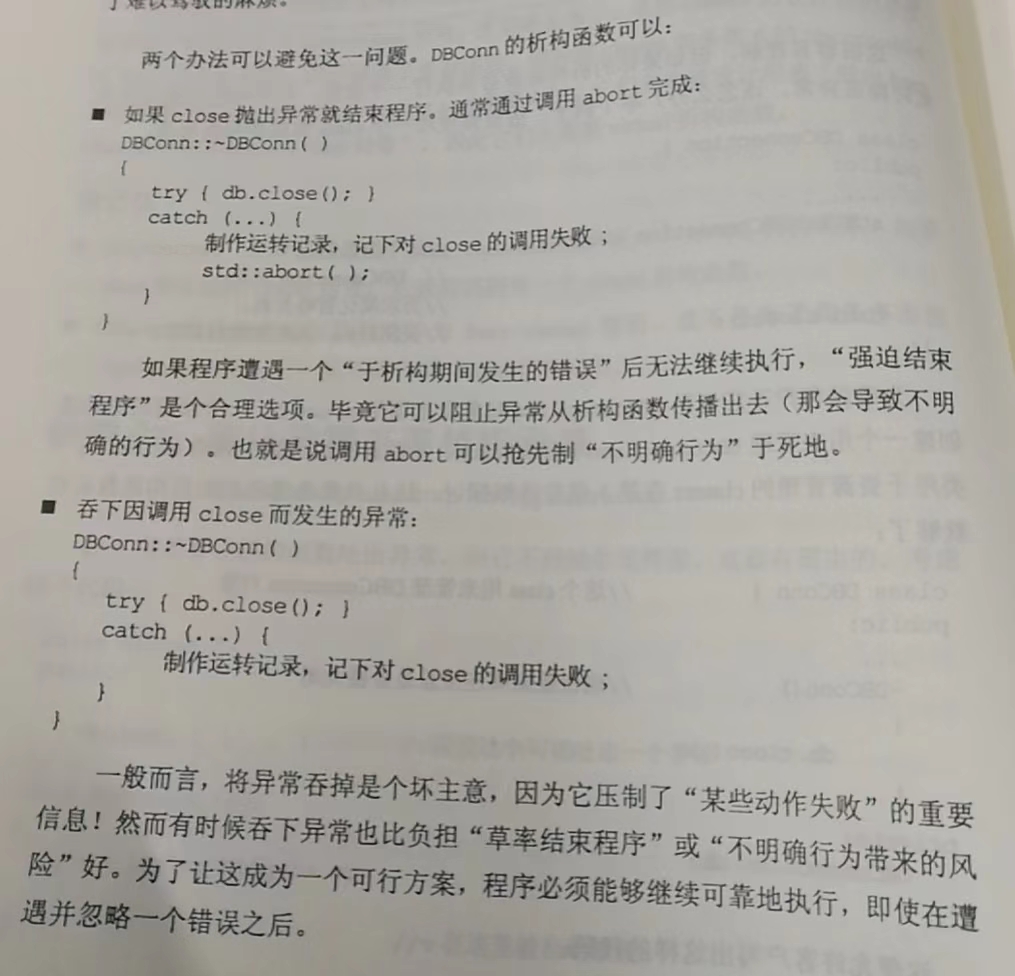 了难以驾驭的麻烦。
两个办法可以避免这一问题。DBConn 的析构函数可以：
■ 如果 close 抛出异常就结束程序。通常通过调用 abort 完成：
DBConn::~DBConn( )
{
try { db.close(); }
catch (...) {
制作运转记录，记下对 close 的调用失败；
std::abort( );
}
}
如果程序遭遇一个“于析构期间发生的错误”后无法继续执行，“强迫结束
程序”是个合理选项。毕竟它可以阻止异常从析构函数传播出去（那会导致不明
确的行为）。也就是说调用 abort 可以抢先制“不明确行为”于死地。
■ 吞下因调用 close 而发生的异常：
DBConn::~DBConn( )
{
try { db.close(); }
catch (...) {
制作运转记录，记下对 close 的调用失败；
}
}
一般而言，将异常吞掉是个坏主意，因为它压制了“某些动作失败”的重要
信息！然而有时候吞下异常也比负担“草率结束程序”或“不明确行为带来的风
险”好。为了让这成为一个可行方案，程序必须能够继续可靠地执行，即使在遭
遇并忽略一个错误之后。